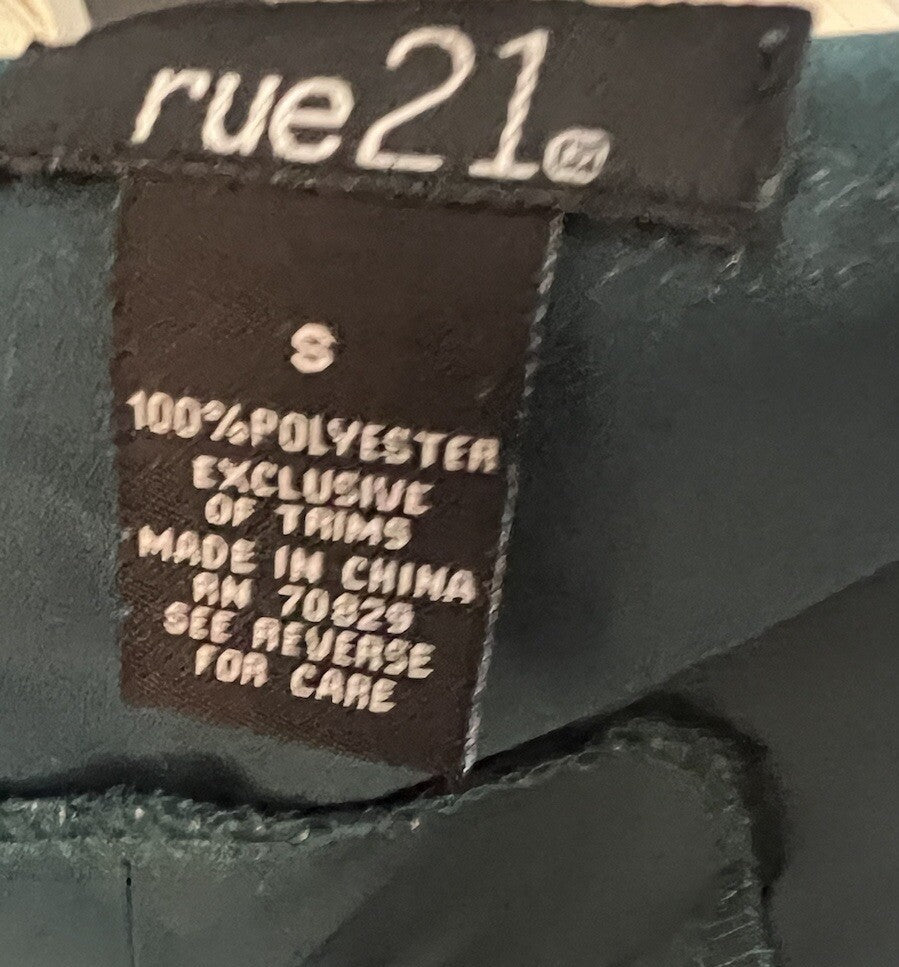 rue21®
S
100%POLYESTER
EXCLUSIVE
OF TRIMS
MADE IN CHINA
RN 70829
SEE REVERSE
FOR CARE